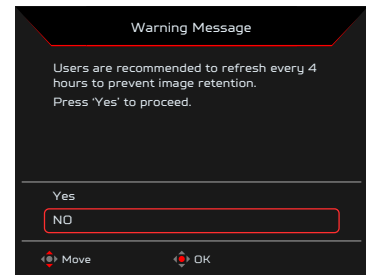 Warning Message
Users are recommended to refresh every 4
hours to prevent image retention.
Press 'Yes' to proceed.
Yes
NO
Move OK